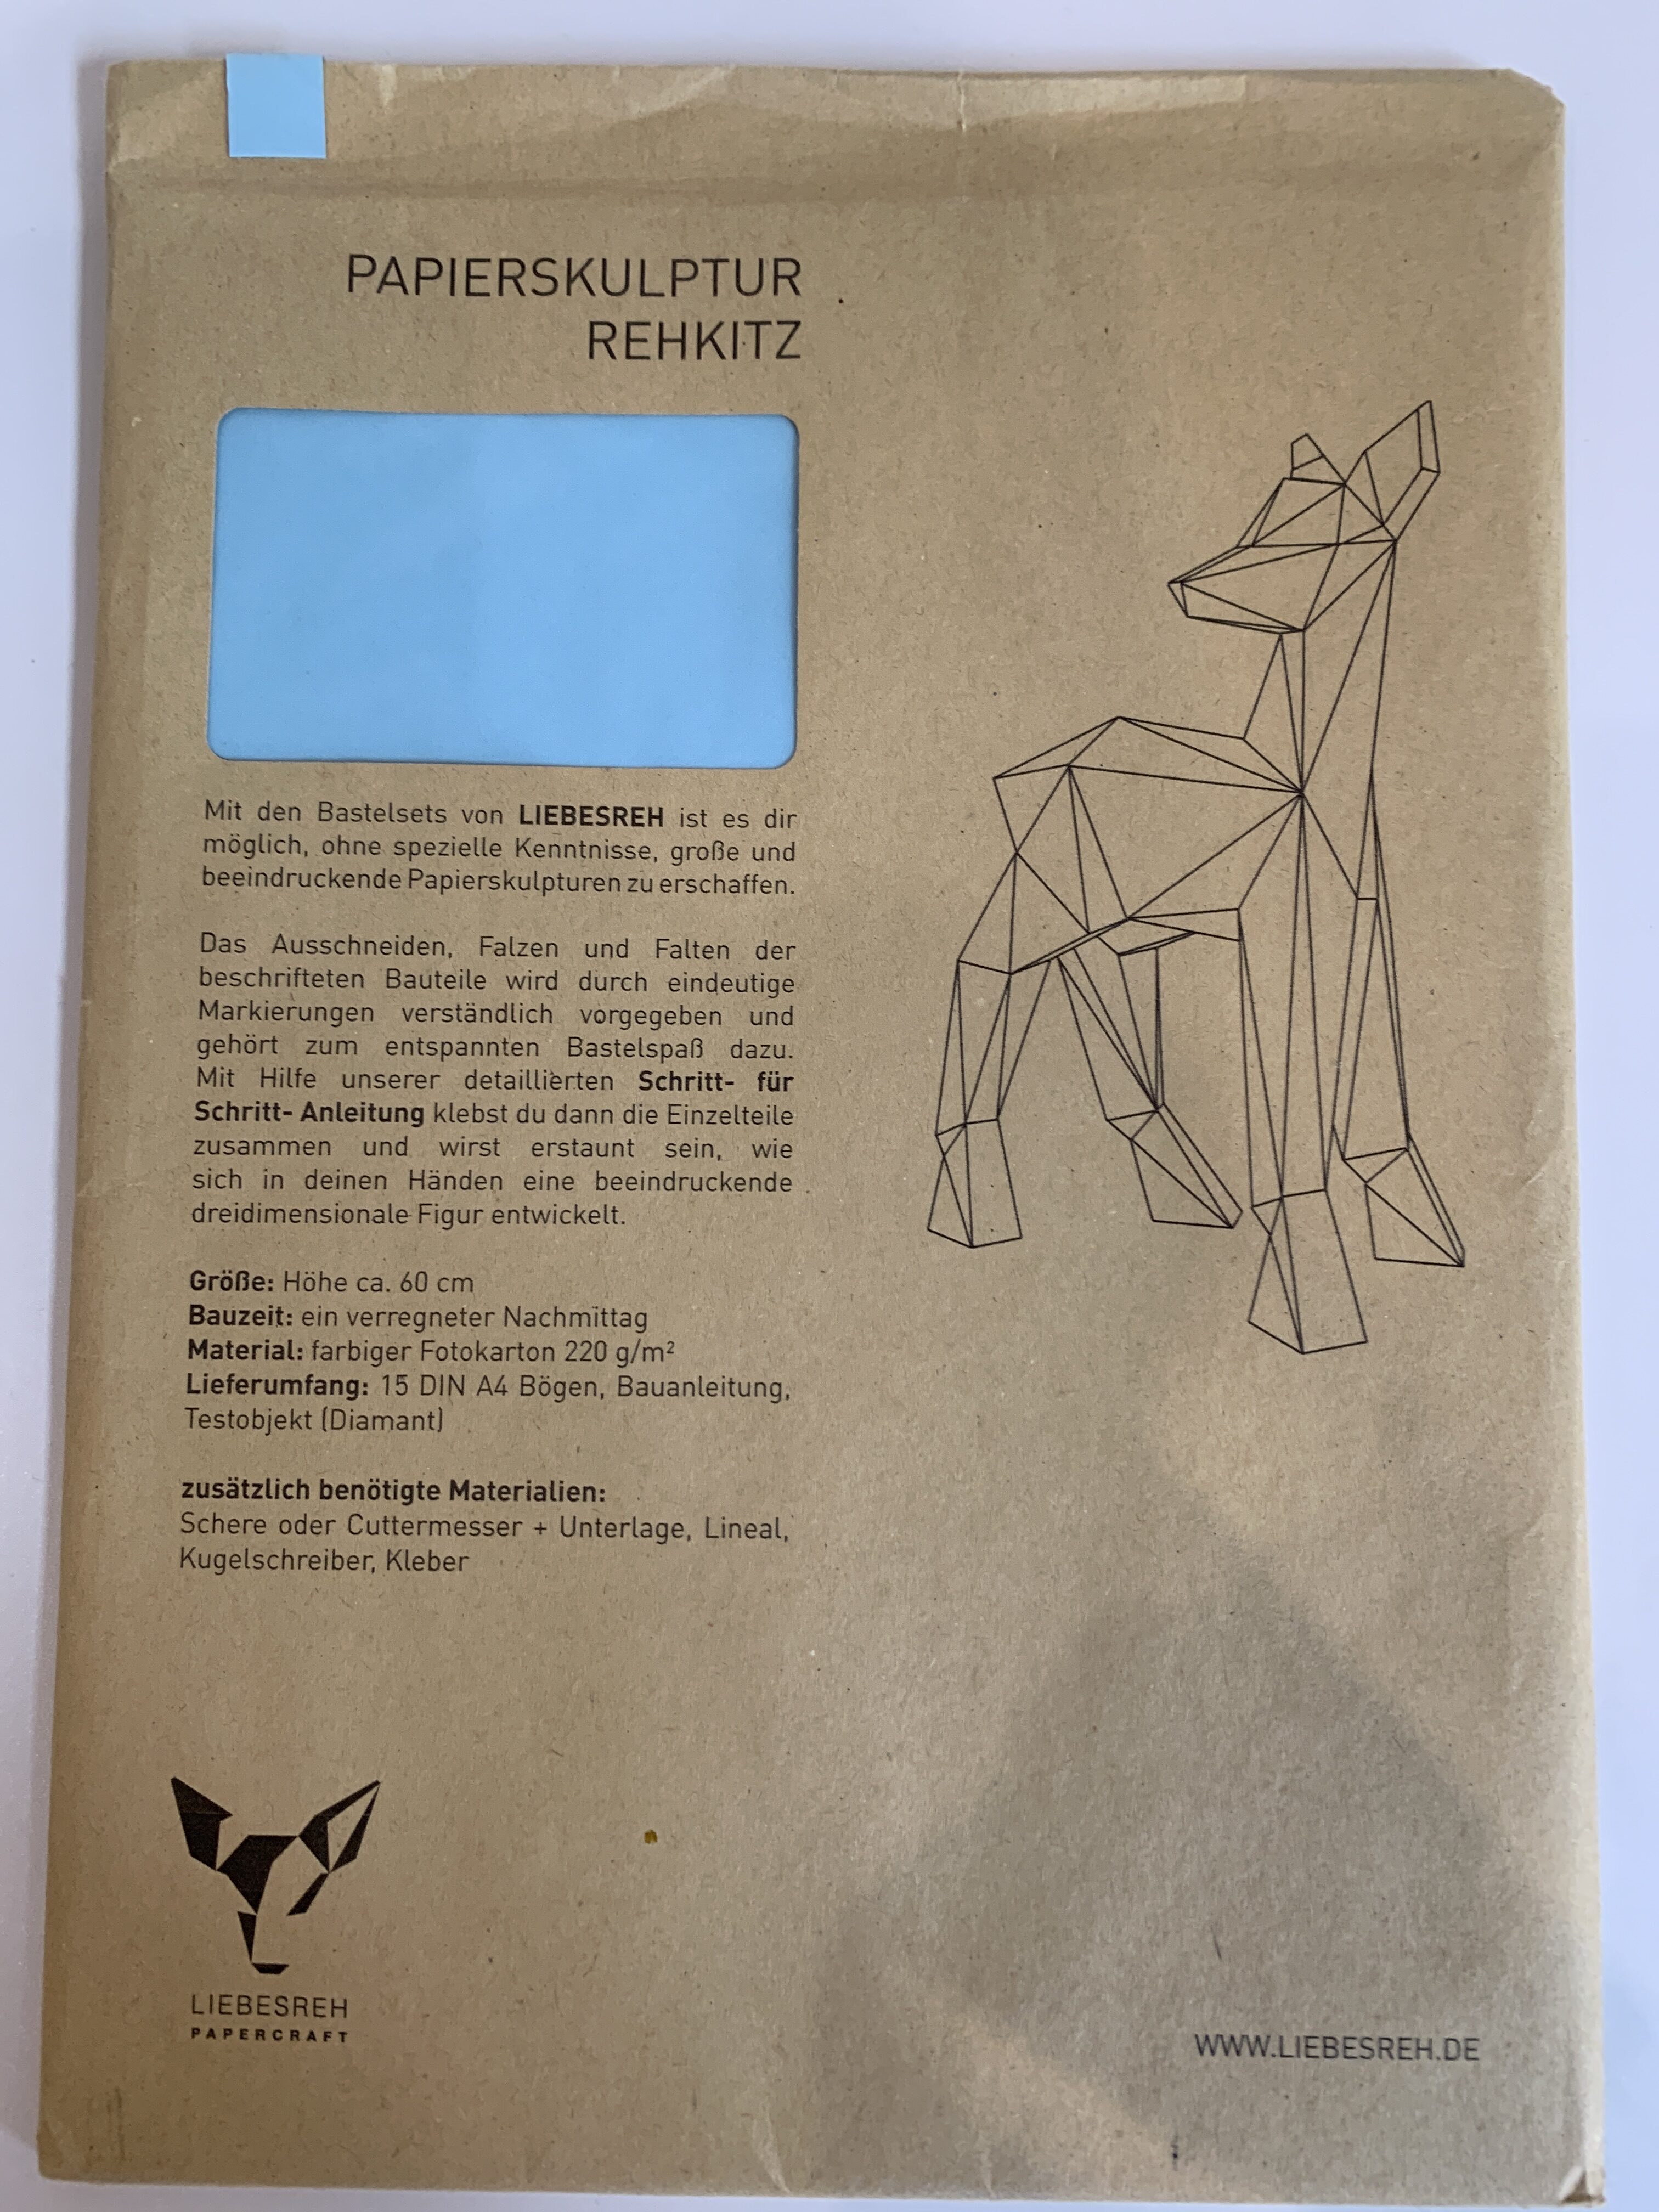 PAPIERSKULPTUR
REHKITZ
Mit den Bastelsets von LIEBESREH ist es dir
möglich, ohne spezielle Kenntnisse, große und
beeindruckende Papierskulpturen zu erschaffen.
Das Ausschneiden, Falzen und Falten der
beschrifteten Bauteile wird durch eindeutige
Markierungen verständlich vorgegeben und
gehört zum entspannten Bastelspaß dazu.
Mit Hilfe unserer detaillierten Schritt- für
Schritt- Anleitung klebst du dann die Einzelteile
zusammen und wirst erstaunt sein, wie
sich in deinen Händen eine beeindruckende
dreidimensionale Figur entwickelt.
Größe: Höhe ca. 60 cm
Bauzeit: ein verregneter Nachmittag
Material: farbiger Fotokarton 220 g/m²
Lieferumfang: 15 DIN A4 Bögen, Bauanleitung,
Testobjekt (Diamant)
zusätzlich benötigte Materialien:
Schere oder Cuttermesser + Unterlage, Lineal,
Kugelschreiber, Kleber
LIEBESREH
PAPERCRAFT
WWW.LIEBESREH.DE